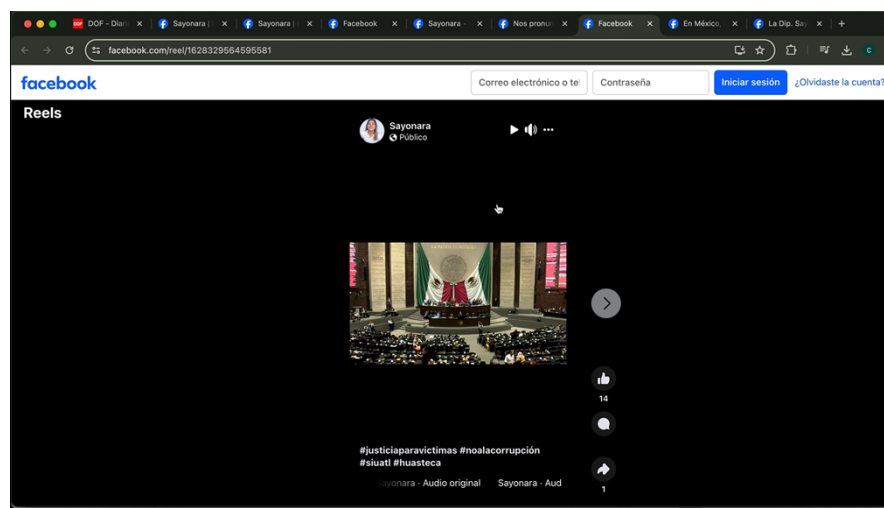 DOF - Diari
Sayonara |
Sayonara |
Facebook
Sayonara -
Nos pronun
Facebook
En México,
La Dip. Say
facebook.com/reel/1628329564595581
facebook
Correo electrónico o te
Contraseña
Iniciar sesión
¿Olvidaste la cuenta?
Reels
Sayonara
Público
14
#justiciaparavictimas #noalacorrupción
#siuatl #huasteca
Sayonara · Audio original Sayonara · Aud
1